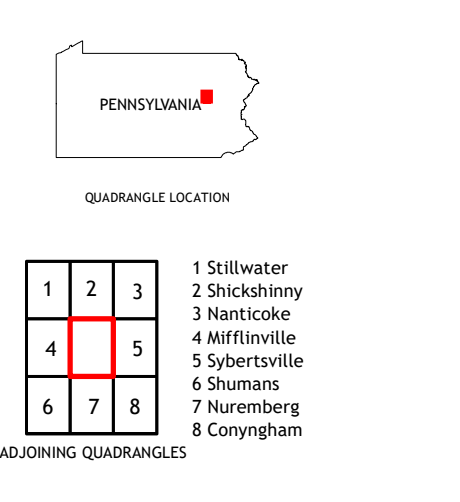 PENNSYLVANIA
QUADRANGLE LOCATION
1 2 3
4 5
6 7 8
ADJOINING QUADRANGLES
1 Stillwater
2 Shickshinny
3 Nanticoke
4 Mifflinville
5 Sybertsville
6 Shumans
7 Nuremberg
8 Conyngham